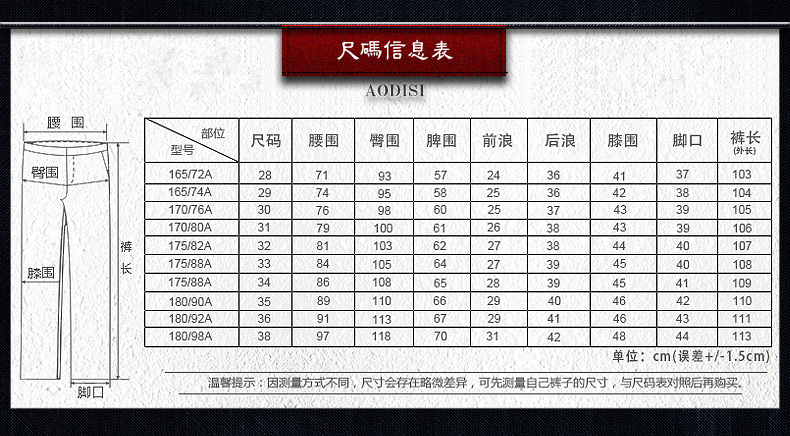 尺碼信息表
AODISI
腰 围
臀围
膝围
裤长
脚口
部位
型号 尺码 腰围 臀围 脾围 前浪 后浪 膝围 脚口 裤长(外长)
165/72A 28 71 93 57 24 36 41 37 103
165/74A 29 74 95 58 25 36 42 38 104
170/76A 30 76 98 60 25 37 43 39 105
170/80A 31 79 100 61 26 38 43 39 106
175/82A 32 81 103 62 27 38 44 40 107
175/88A 33 84 105 64 27 39 45 40 108
175/88A 34 86 108 65 28 39 45 41 109
180/90A 35 89 110 66 29 40 46 42 110
180/92A 36 91 113 67 29 41 46 43 111
180/98A 38 97 118 70 31 42 48 44 113
单位：cm(误差+/-1.5cm)
温馨提示：因测量方式不同，尺寸会存在略微差异，可先测量自己裤子的尺寸，与尺码表对照后再购买。